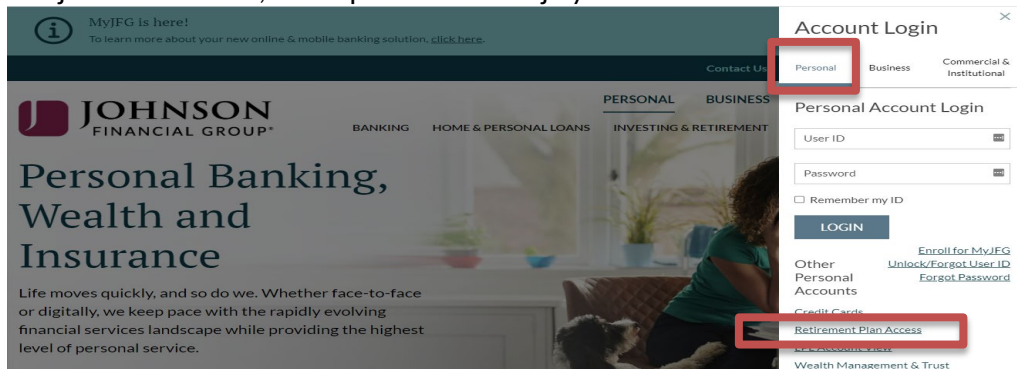 MyJFG is here!
To learn more about your new online & mobile banking solution, click here.
Contact Us
JOHNSON
FINANCIAL GROUP®
PERSONAL BUSINESS
BANKING HOME & PERSONAL LOANS INVESTING & RETIREMENT
Personal Banking,
Wealth and
Insurance
Life moves quickly, and so do we. Whether face-to-face
or digitally, we keep pace with the rapidly evolving
financial services landscape while providing the highest
level of personal service.
Account Login
Personal Business Commercial &
Institutional
Personal Account Login
User ID
Password
Remember my ID
LOGIN
Enroll for MyJFG
Unlock/Forgot User ID
Forgot Password
Other
Personal
Accounts
Credit Cards
Retirement Plan Access
Wealth Management & Trust